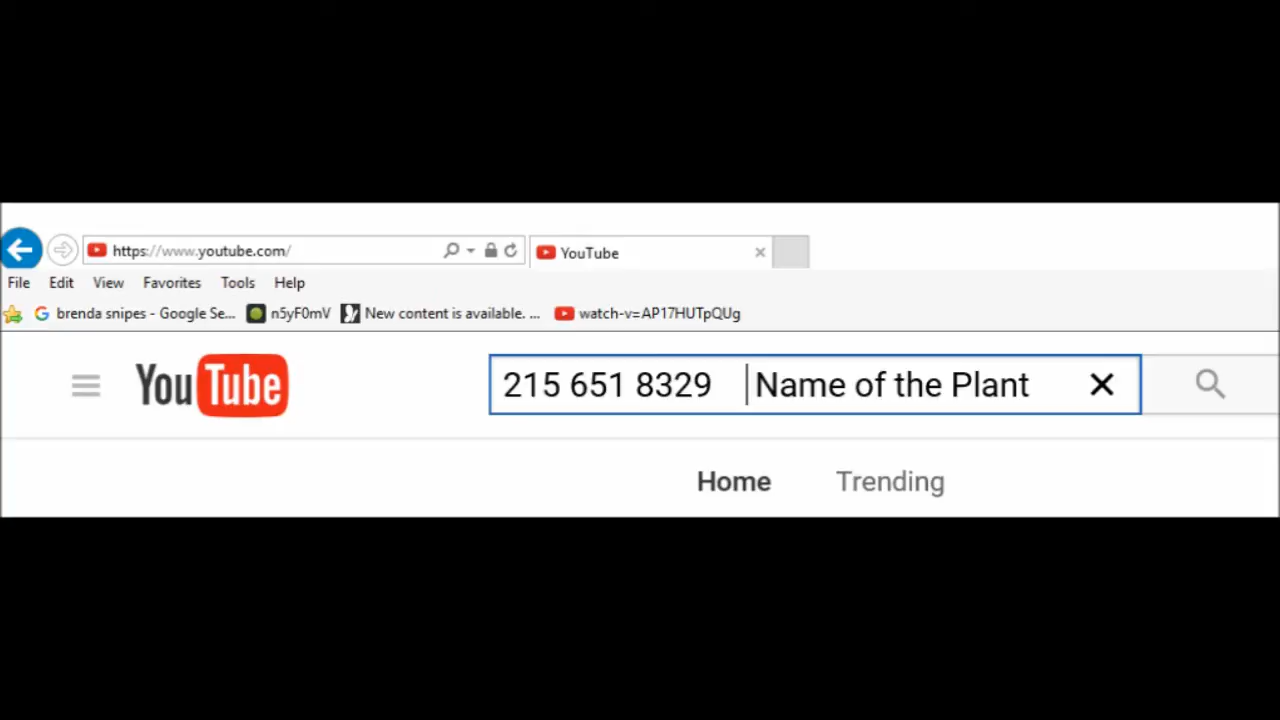 https://www.youtube.com/ YouTube
File Edit View Favorites Tools Help
brenda snipes - Google Se... n5yF0mV New content is available. ... watch-v=AP17HUTpQUg
YouTube 215 651 8329 Name of the Plant
Home Trending